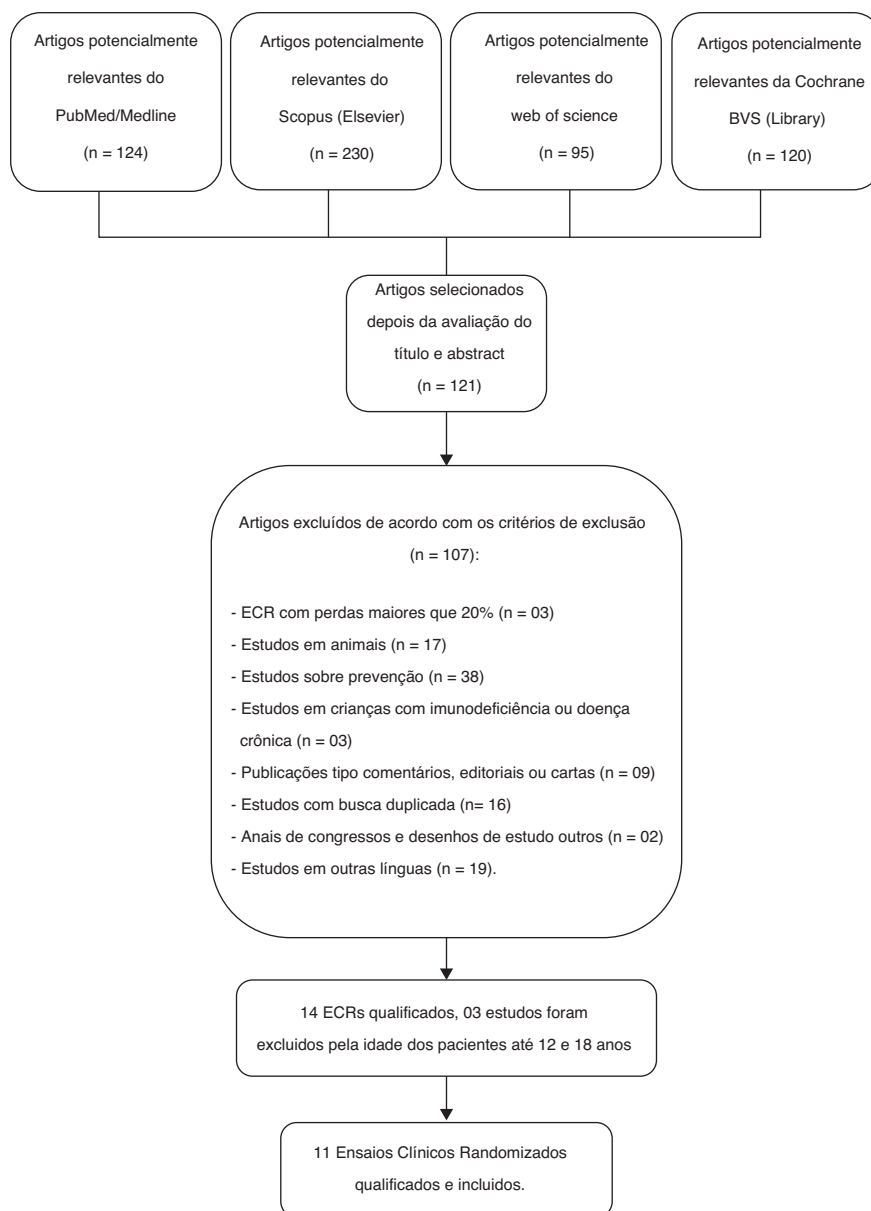 Artigos potencialmente
relevantes do
PubMed/Medline
(n = 124)
Artigos potencialmente
relevantes do
Scopus (Elsevier)
(n = 230)
Artigos potencialmente
relevantes do
web of science
(n = 95)
Artigos potencialmente
relevantes da Cochrane
BVS (Library)
(n = 120)
Artigos selecionados
depois da avaliação do
título e abstract
(n = 121)
Artigos excluídos de acordo com os critérios de exclusão
(n = 107):
- ECR com perdas maiores que 20% (n = 03)
- Estudos em animais (n = 17)
- Estudos sobre prevenção (n = 38)
- Estudos em crianças com imunodeficiência ou doença
crônica (n = 03)
- Publicações tipo comentários, editoriais ou cartas (n = 09)
- Estudos com busca duplicada (n= 16)
- Anais de congressos e desenhos de estudo outros (n = 02)
- Estudos em outras línguas (n = 19).
14 ECRs qualificados, 03 estudos foram
excluidos pela idade dos pacientes até 12 e 18 anos
11 Ensaios Clínicos Randomizados
qualificados e incluidos.